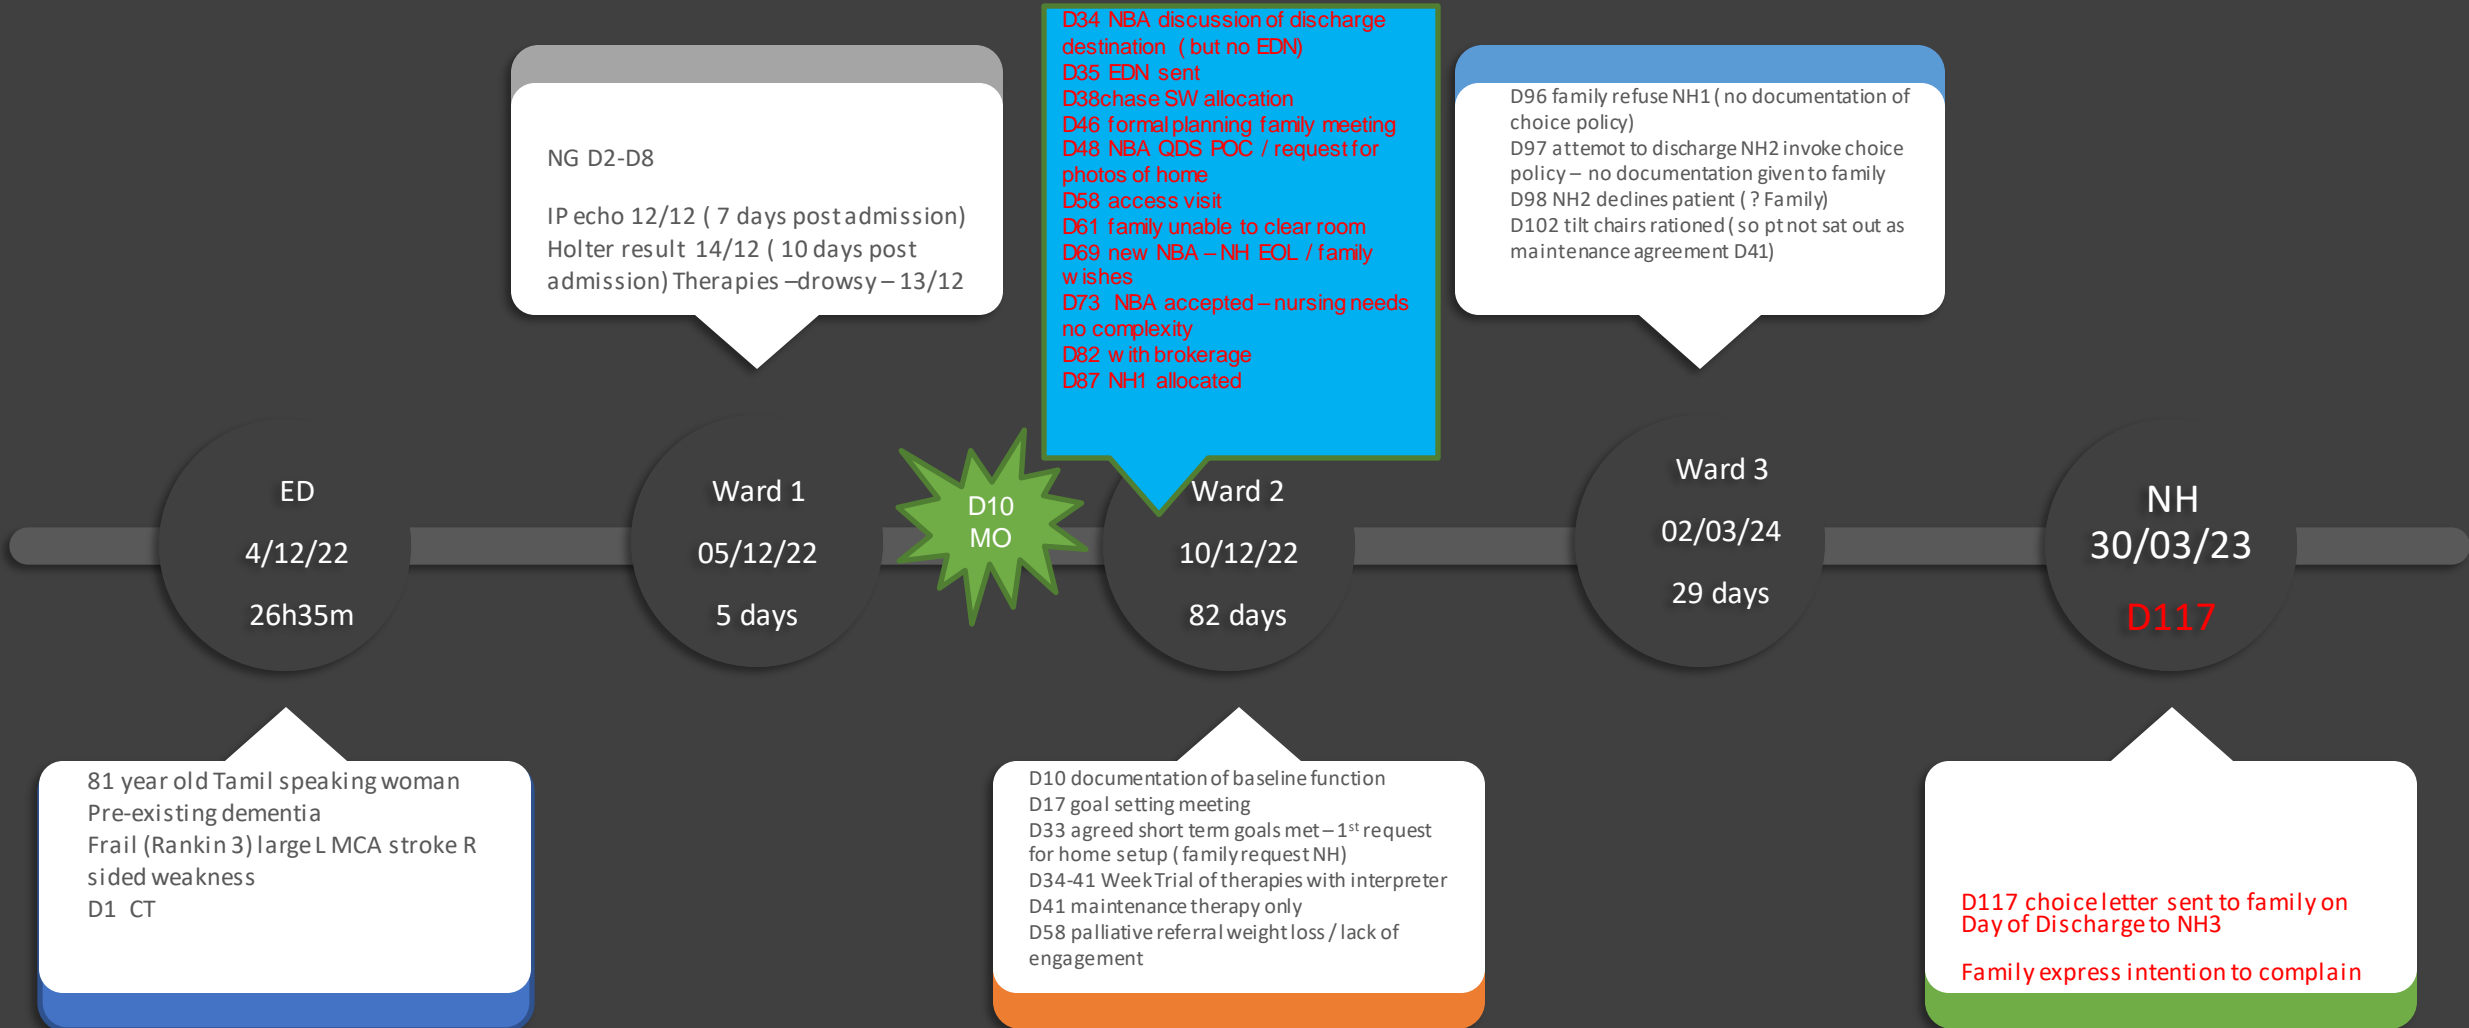 NG D2-D8
IP echo 12/12 ( 7 days post admission)
Holter result 14/12 ( 10 days post
admission) Therapies –drowsy – 13/12
D34 NBA discussion of discharge
destination ( but no EDN)
D35 EDN sent
D38chase SW allocation
D46 formal planning family meeting
D48 NBA QDS POC / request for
photos of home
D58 access visit
D61 family unable to clear room
D69 new NBA – NH EOL / family
wishes
D73 NBA accepted – nursing needs
no complexity
D82 with brokerage
D87 NH1 allocated
D96 family refuse NH1 ( no documentation of
choice policy)
D97 attemot to discharge NH2 invoke choice
policy – no documentation given to family
D98 NH2 declines patient ( ? Family)
D102 tilt chairs rationed ( so pt not sat out as
maintenance agreement D41)
ED
4/12/22
26h35m
Ward 1
05/12/22
5 days
D10
MO
Ward 2
10/12/22
82 days
Ward 3
02/03/24
29 days
NH
30/03/23
D117
81 year old Tamil speaking woman
Pre-existing dementia
Frail (Rankin 3) large L MCA stroke R
sided weakness
D1 CT
D10 documentation of baseline function
D17 goal setting meeting
D33 agreed short term goals met – 1st request
for home setup ( family request NH)
D34-41 Week Trial of therapies with interpreter
D41 maintenance therapy only
D58 palliative referral weight loss / lack of
engagement
D117 choice letter sent to family on
Day of Discharge to NH3
Family express intention to complain